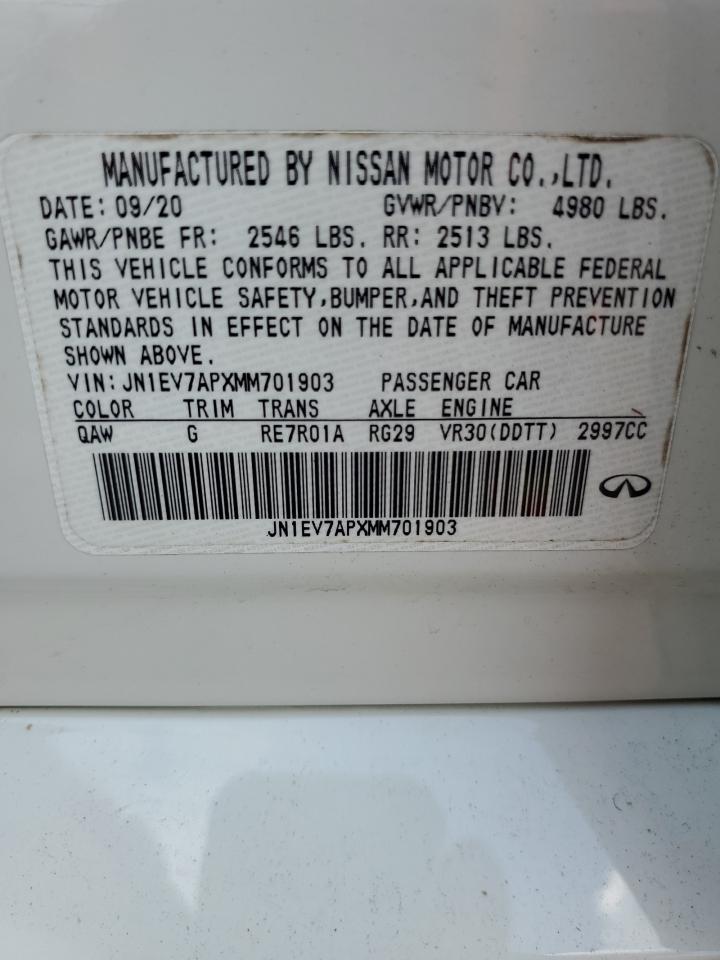 MANUFACTURED BY NISSAN MOTOR CO.,LTD.
DATE: 09/20 GVWR/PNBV: 4980 LBS.
GAWR/PNBE FR: 2546 LBS. RR: 2513 LBS.
THIS VEHICLE CONFORMS TO ALL APPLICABLE FEDERAL
MOTOR VEHICLE SAFETY,BUMPER,AND THEFT PREVENTION
STANDARDS IN EFFECT ON THE DATE OF MANUFACTURE
SHOWN ABOVE.
VIN: JN1EV7APXMM701903 PASSENGER CAR
COLOR TRIM TRANS AXLE ENGINE
QAW G RE7R01A RG29 VR30(DDTT) 2997CC
JN1EV7APXMM701903